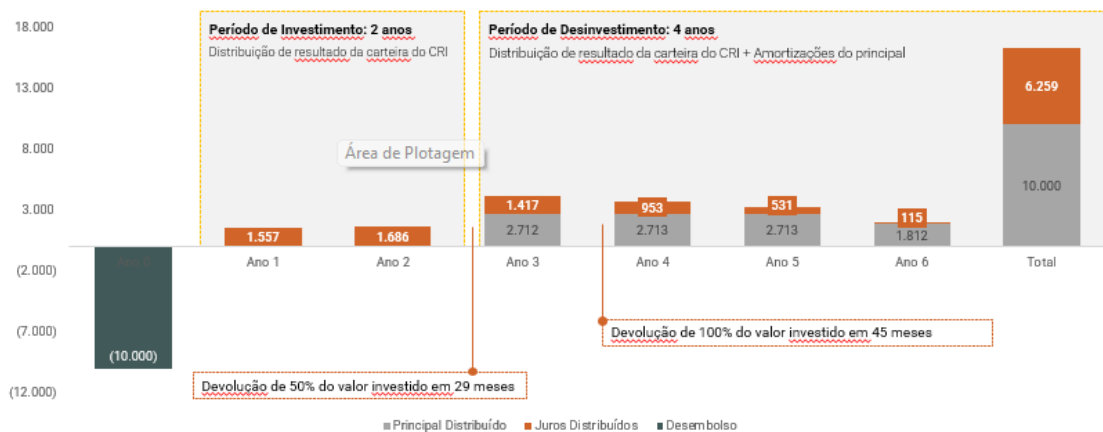 18.000
13.000
8.000
3.000
(2.000)
(7.000)
(12.000)
Período de Investimento: 2 anos
Distribuição de resultado da carteira do CRI
Período de Desinvestimento: 4 anos
Distribuição de resultado da carteira do CRI + Amortizações do principal
Área de Plotagem
6.259
10.000
1.557
1.686
1.417
2.712
953
2.713
531
2.713
115
1.812
Ano 0
Ano 1
Ano 2
Ano 3
Ano 4
Ano 5
Ano 6
Total
(10.000)
Devolução de 100% do valor investido em 45 meses
Devolução de 50% do valor investido em 29 meses
Principal Distribuído
Juros Distribuídos
Desembolso